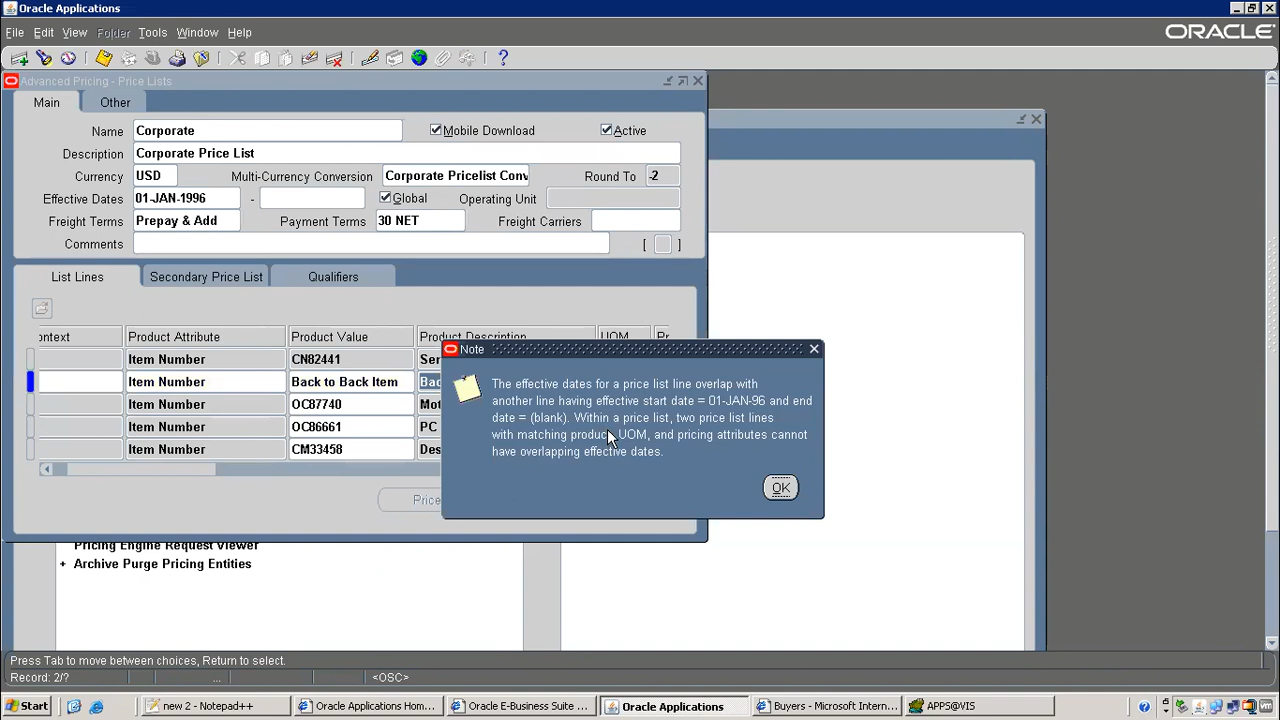 Oracle Applications
File Edit View Folder Tools Window Help
ORACLE
Advanced Pricing - Price Lists
Main Other
Name Corporate Mobile Download Active
Description Corporate Price List
Currency USD Multi-Currency Conversion Corporate Pricelist Conv Round To -2
Effective Dates 01-JAN-1996 - Global Operating Unit
Freight Terms Prepay & Add Payment Terms 30 NET Freight Carriers
Comments [ ]
List Lines Secondary Price List Qualifiers
ontext Product Attribute Product Value Product Description UOM Pr
Item Number CN82441 Ser
Item Number Back to Back Item Bac
Item Number OC87740 Mot
Item Number OC86661 PC
Item Number CM33458 Des
Price
Note
The effective dates for a price list line overlap with
another line having effective start date = 01-JAN-96 and end
date = (blank). Within a price list, two price list lines
with matching produc UOM, and pricing attributes cannot
have overlapping effective dates.
OK
Pricing Engine Request Viewer
+ Archive Purge Pricing Entities
Press Tab to move between choices, Return to select.
Record: 2/? ... <OSC>
Start new 2 - Notepad++ Oracle Applications Hom... Oracle E-Business Suite ... Oracle Applications Buyers - Microsoft Intern... APPS@VIS